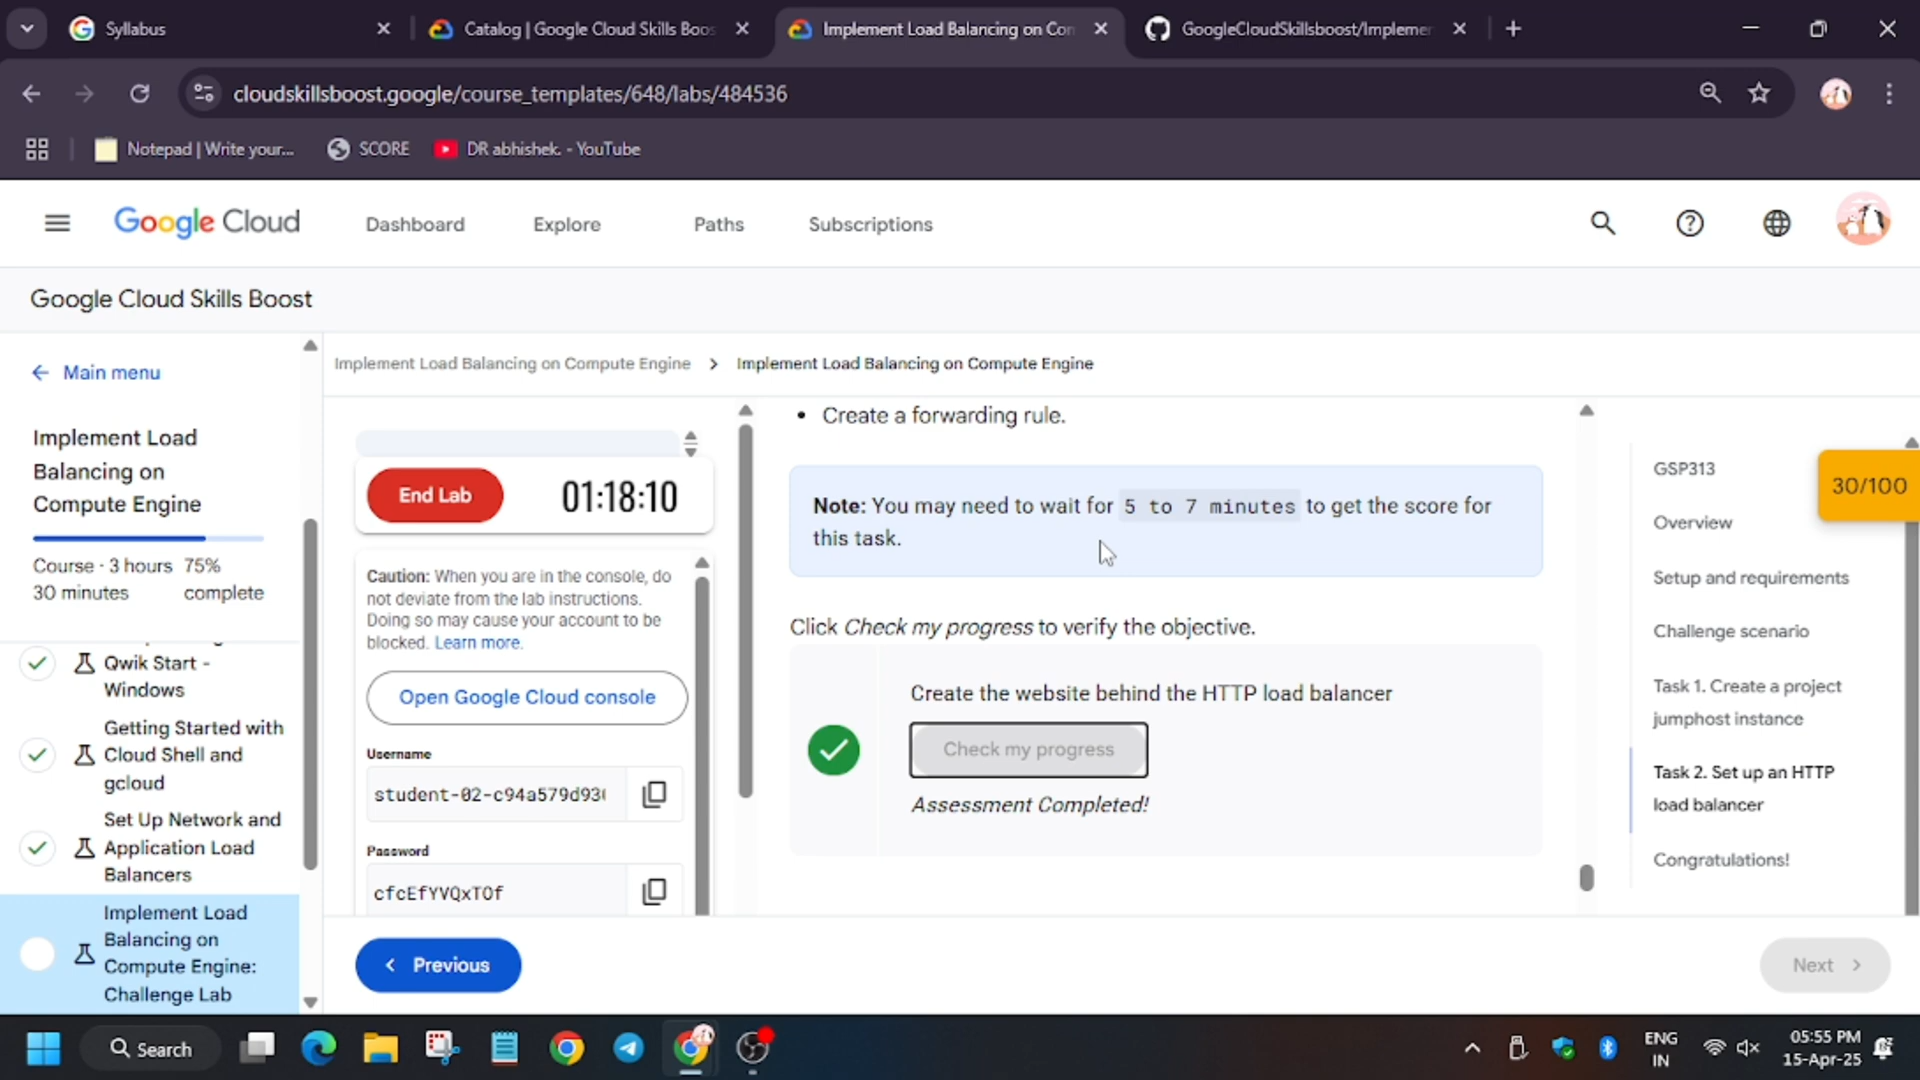 Syllabus
Catalog | Google Cloud Skills Boos
Implement Load Balancing on Con
GoogleCloudSkillsboost/Implemen
cloudskillsboost.google/course_templates/648/labs/484536
Notepad | Write your...
SCORE
DR abhishek. - YouTube
Google Cloud
Dashboard
Explore
Paths
Subscriptions
Google Cloud Skills Boost
Main menu
Implement Load
Balancing on
Compute Engine
Course · 3 hours 75%
30 minutes complete
Qwik Start -
Windows
Getting Started with
Cloud Shell and
gcloud
Set Up Network and
Application Load
Balancers
Implement Load
Balancing on
Compute Engine:
Challenge Lab
Implement Load Balancing on Compute Engine > Implement Load Balancing on Compute Engine
End Lab
01:18:10
Caution: When you are in the console, do
not deviate from the lab instructions.
Doing so may cause your account to be
blocked. Learn more.
Open Google Cloud console
Username
student-02-c94a579d930
Password
cfcEfYVQxTOf
• Create a forwarding rule.
Note: You may need to wait for 5 to 7 minutes to get the score for
this task.
Click Check my progress to verify the objective.
Create the website behind the HTTP load balancer
Check my progress
Assessment Completed!
GSP313
30/100
Overview
Setup and requirements
Challenge scenario
Task 1. Create a project
jumphost instance
Task 2. Set up an HTTP
load balancer
Congratulations!
Previous
Next
Search
ENG
IN
05:55 PM
15-Apr-25